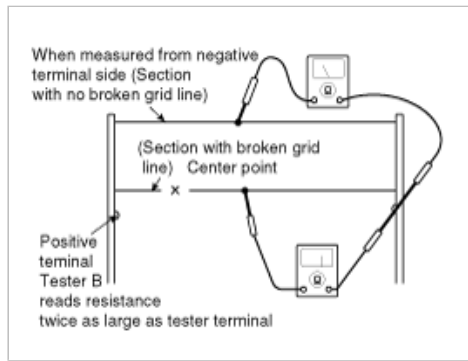 When measured from negative
terminal side (Section
with no broken grid line)
(Section with broken grid
line) Center point
x
Positive
teminal
Tester B
reads resistance
twice as large as tester terminal